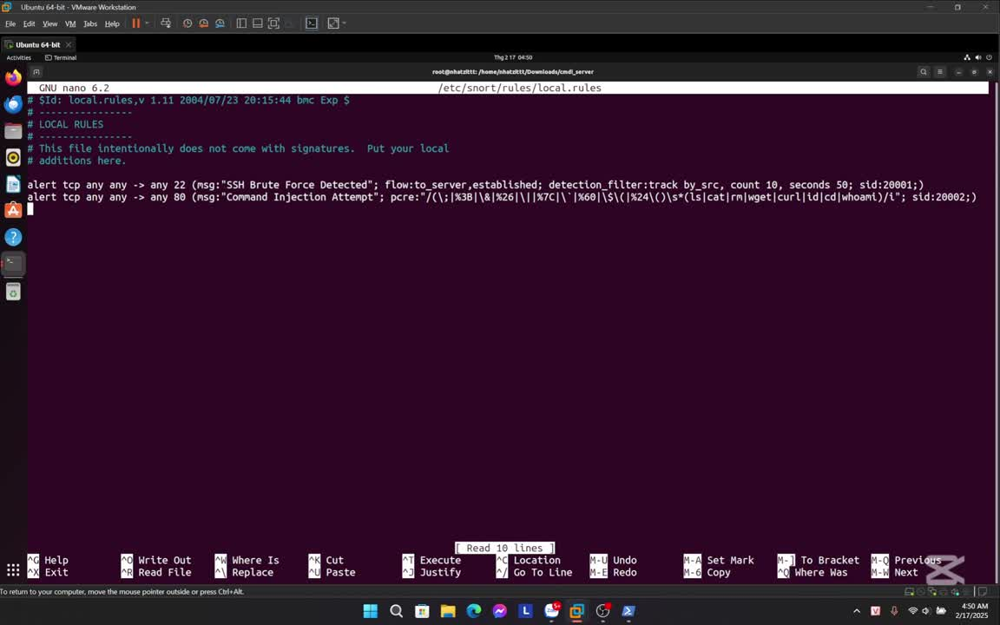 Ubuntu 64-bit - VMware Workstation
File Edit View VM Tabs Help
Ubuntu 64-bit
Activities Terminal Thg 2 17 04:50
root@nhatzittt: /home/nhatzittt/Downloads/cmdi_server
GNU nano 6.2 /etc/snort/rules/local.rules
# $Id: local.rules,v 1.11 2004/07/23 20:15:44 bmc Exp $
# ----------------
# LOCAL RULES
# ----------------
# This file intentionally does not come with signatures.  Put your local
# additions here.
alert tcp any any -> any 22 (msg:"SSH Brute Force Detected"; flow:to_server,established; detection_filter:track by_src, count 10, seconds 50; sid:20001;)
alert tcp any any -> any 80 (msg:"Command Injection Attempt"; pcre:"/(\;|%3B|\&|%26|\||%7C|\`|%60|\$\(|%24\()\s*(ls|cat|rm|wget|curl|id|cd|whoami)/i"; sid:20002;)
[ Read 10 lines ]
^G Help ^O Write Out ^W Where Is ^K Cut ^T Execute ^C Location M-U Undo M-A Set Mark M-] To Bracket M-Q Previous
^X Exit ^R Read File ^\ Replace ^U Paste ^J Justify ^/ Go To Line M-E Redo M-6 Copy ^Q Where Was M-W Next
To return to your computer, move the mouse pointer outside or press Ctrl+Alt.
5+
4:50 AM
2/17/2025